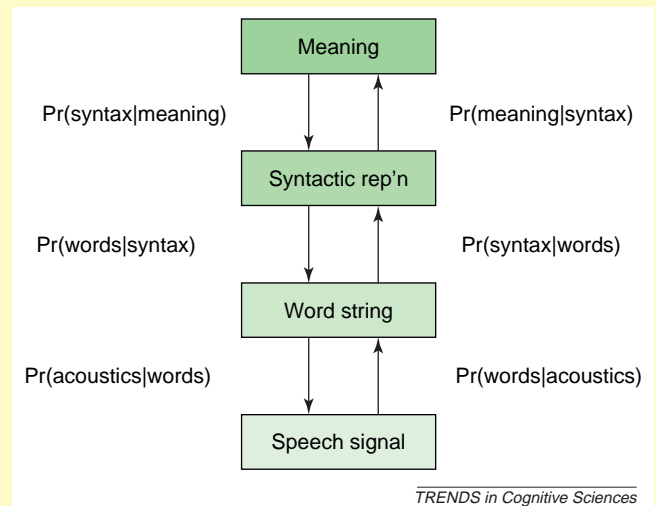 Meaning
Pr(syntax|meaning) Pr(meaning|syntax)
Syntactic rep'n
Pr(words|syntax) Pr(syntax|words)
Word string
Pr(acoustics|words) Pr(words|acoustics)
Speech signal
TRENDS in Cognitive Sciences